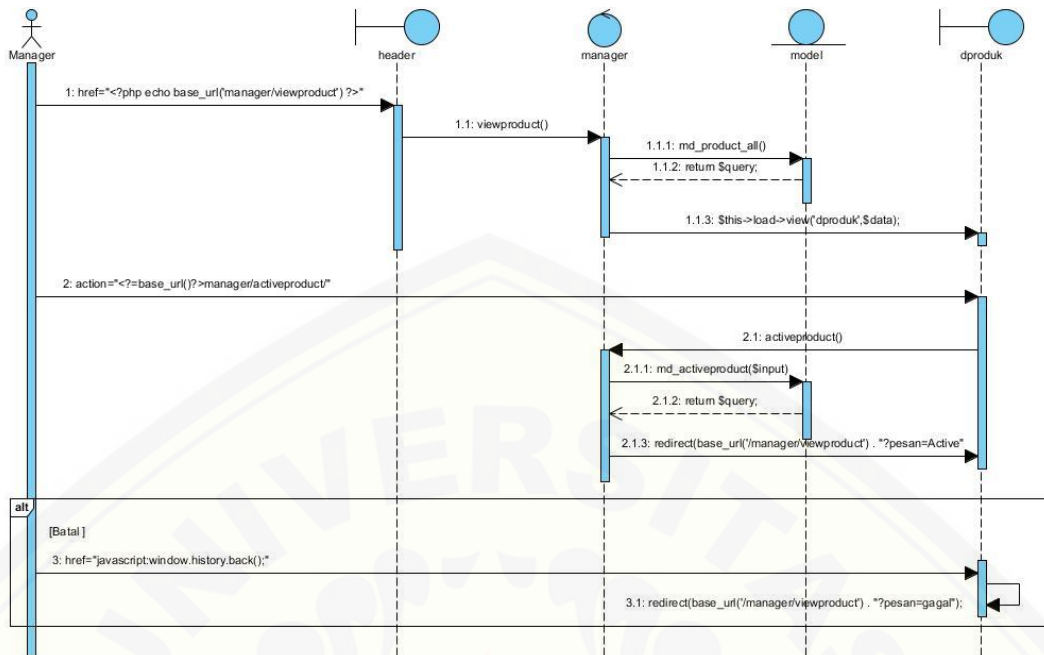 Manager
header
manager
model
dproduk
1: href="<?php echo base_url('manager/viewproduct') ?>"
1.1: viewproduct()
1.1.1: md_product_all()
1.1.2: return $query;
1.1.3: $this->load->view('dproduk',$data);
2: action="<?=base_url()?>manager/activeproduct/"
2.1: activeproduct()
2.1.1: md_activeproduct($input)
2.1.2: return $query;
2.1.3: redirect(base_url('/manager/viewproduct') . "?pesan=Active"
alt
[Batal ]
3: href="javascript:window.history.back();"
3.1: redirect(base_url('/manager/viewproduct') . "?pesan=gagal");
UNIVERSITAS